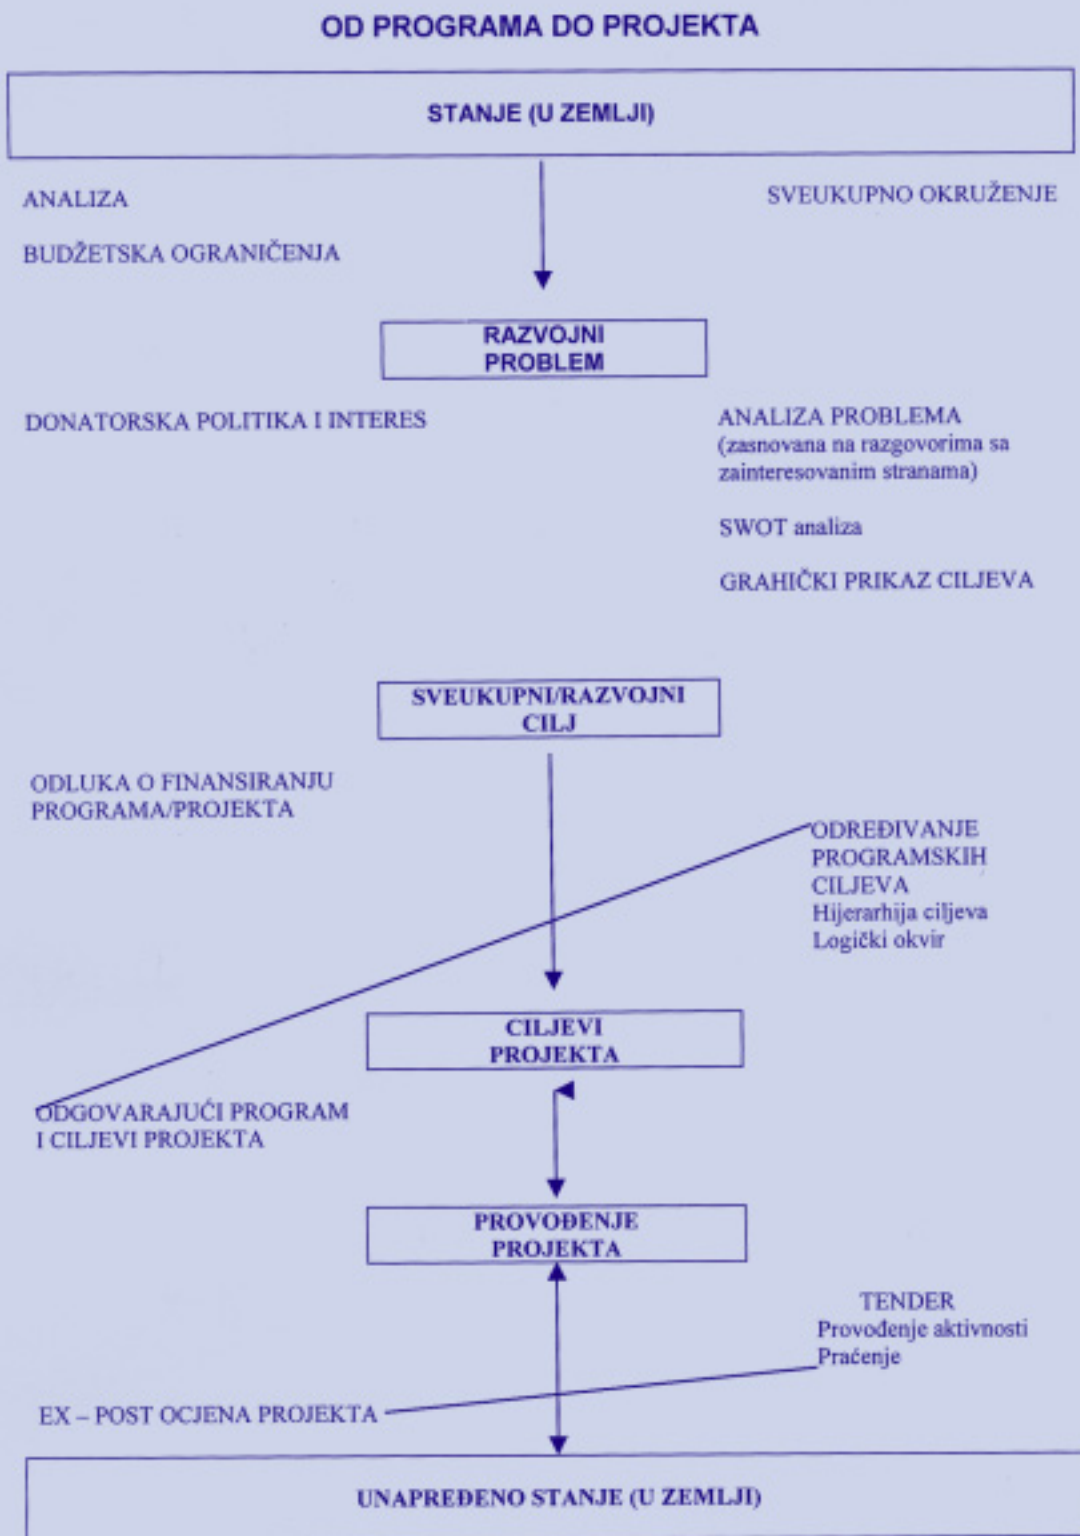 OD PROGRAMA DO PROJEKTA
STANJE (U ZEMLJI)
ANALIZA
SVEUKUPNO OKRUŽENJE
BUDŽETSKA OGRANIČENJA
RAZVOJNI
PROBLEM
DONATORSKA POLITIKA I INTERES
ANALIZA PROBLEMA
(zasnovana na razgovorima sa
zainteresovanim stranama)
SWOT analiza
GRAHIČKI PRIKAZ CILJEVA
SVEUKUPNI/RAZVOJNI
CILJ
ODLUKA O FINANSIRANJU
PROGRAMA/PROJEKTA
ODREĐIVANJE
PROGRAMSKIH
CILJEVA
Hijerarhija ciljeva
Logički okvir
CILJEVI
PROJEKTA
ODGOVARAJUĆI PROGRAM
I CILJEVI PROJEKTA
PROVOĐENJE
PROJEKTA
TENDER
Provođenje aktivnosti
Praćenje
EX – POST OCJENA PROJEKTA
UNAPREĐENO STANJE (U ZEMLJI)